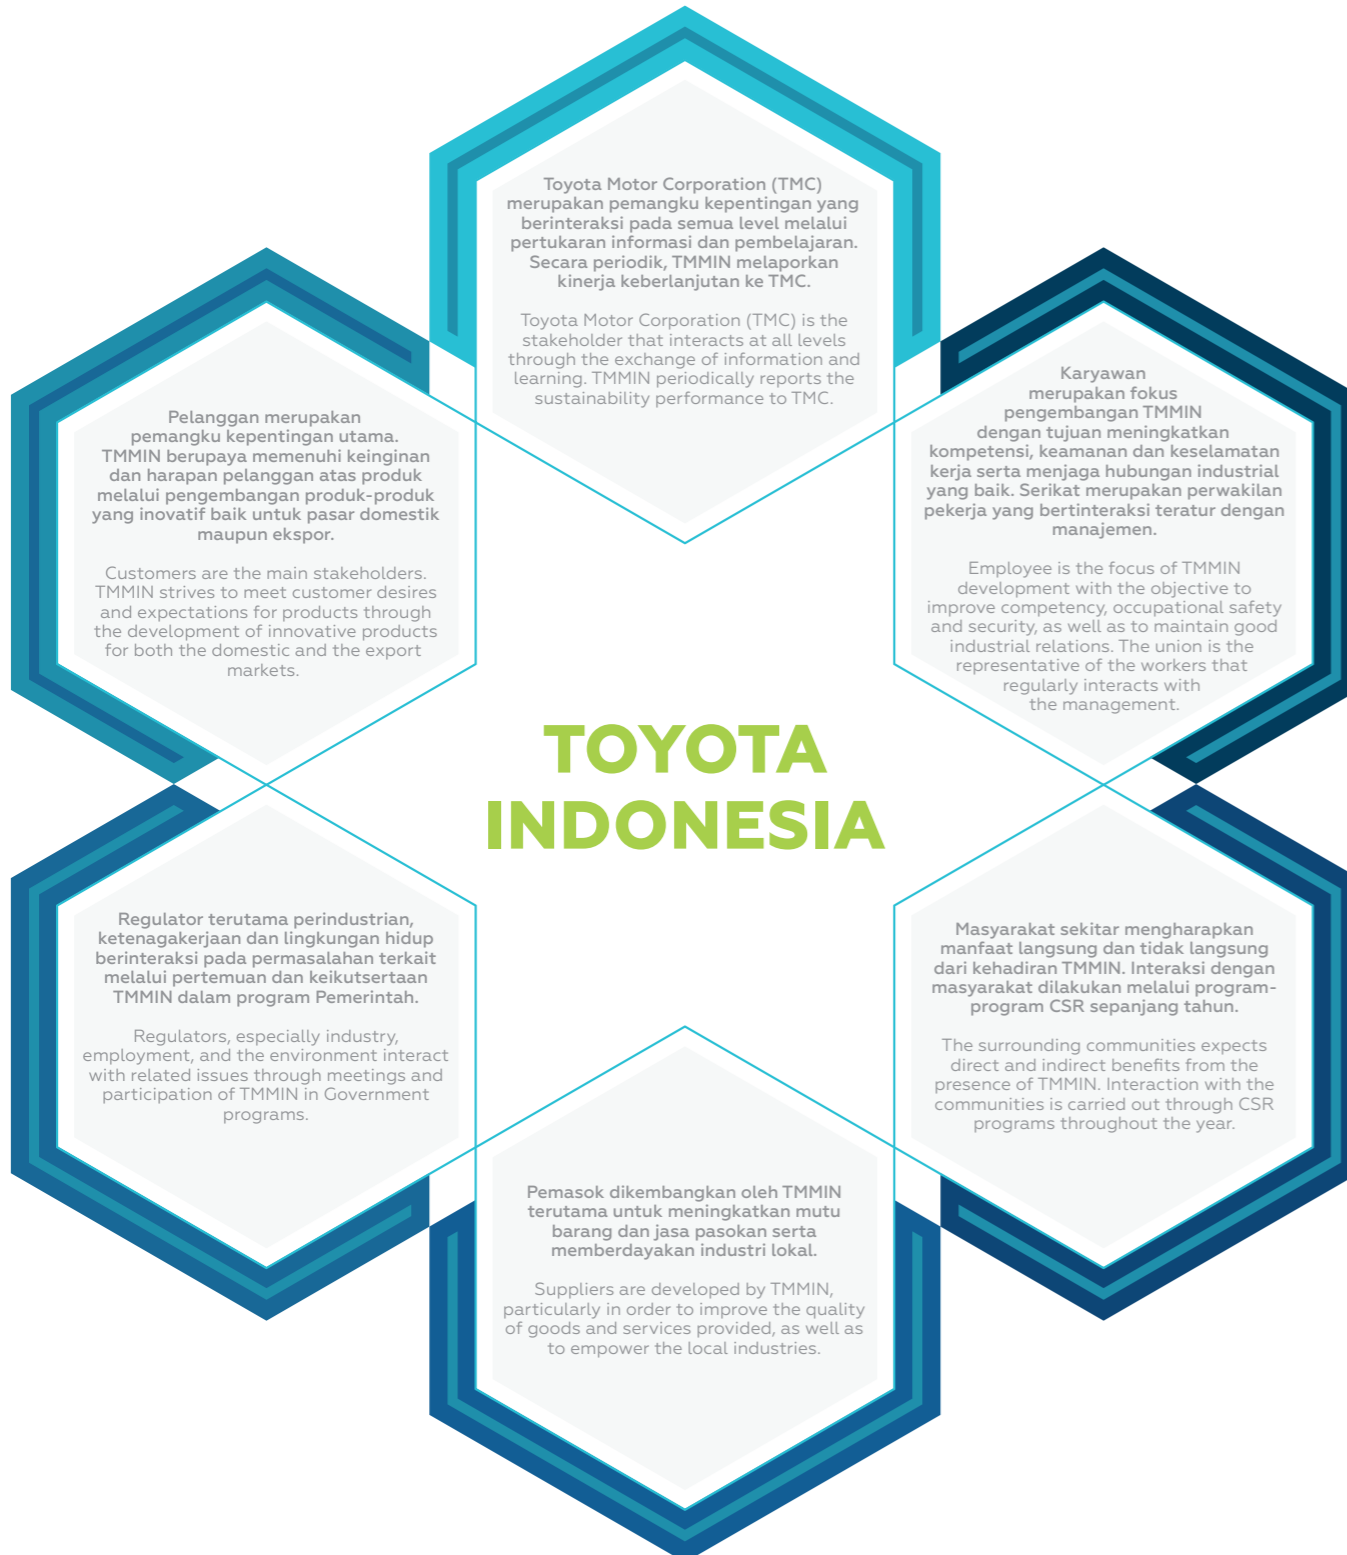 Toyota Motor Corporation (TMC)
merupakan pemangku kepentingan yang
berinteraksi pada semua level melalui
pertukaran informasi dan pembelajaran.
Secara periodik, TMMIN melaporkan
kinerja keberlanjutan ke TMC.
Toyota Motor Corporation (TMC) is the
stakeholder that interacts at all levels
through the exchange of information and
learning. TMMIN periodically reports the
sustainability performance to TMC.
Pelanggan merupakan
pemangku kepentingan utama.
TMMIN berupaya memenuhi keinginan
dan harapan pelanggan atas produk
melalui pengembangan produk-produk
yang inovatif baik untuk pasar domestik
maupun ekspor.
Customers are the main stakeholders.
TMMIN strives to meet customer desires
and expectations for products through
the development of innovative products
for both the domestic and the export
markets.
Karyawan
merupakan fokus
pengembangan TMMIN
dengan tujuan meningkatkan
kompetensi, keamanan dan keselamatan
kerja serta menjaga hubungan industrial
yang baik. Serikat merupakan perwakilan
pekerja yang bertinteraksi teratur dengan
manajemen.
Employee is the focus of TMMIN
development with the objective to
improve competency, occupational safety
and security, as well as to maintain good
industrial relations. The union is the
representative of the workers that
regularly interacts with
the management.
TOYOTA
INDONESIA
Regulator terutama perindustrian,
ketenagakerjaan dan lingkungan hidup
berinteraksi pada permasalahan terkait
melalui pertemuan dan keikutsertaan
TMMIN dalam program Pemerintah.
Regulators, especially industry,
employment, and the environment interact
with related issues through meetings and
participation of TMMIN in Government
programs.
Masyarakat sekitar mengharapkan
manfaat langsung dan tidak langsung
dari kehadiran TMMIN. Interaksi dengan
masyarakat dilakukan melalui program-
program CSR sepanjang tahun.
The surrounding communities expects
direct and indirect benefits from the
presence of TMMIN. Interaction with the
communities is carried out through CSR
programs throughout the year.
Pemasok dikembangkan oleh TMMIN
terutama untuk meningkatkan mutu
barang dan jasa pasokan serta
memberdayakan industri lokal.
Suppliers are developed by TMMIN,
particularly in order to improve the quality
of goods and services provided, as well as
to empower the local industries.